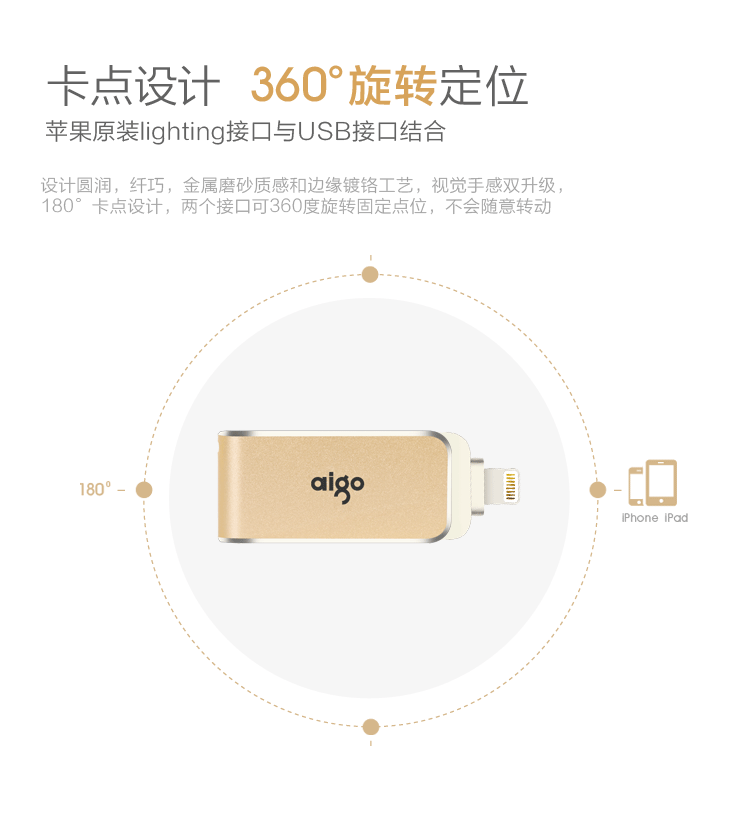 卡点设计 360°旋转定位
苹果原装lighting接口与USB接口结合
设计圆润，纤巧，金属磨砂质感和边缘镀铬工艺，视觉手感双升级，
180°卡点设计，两个接口可360度旋转固定点位，不会随意转动
aigo
180°
iPhone iPad